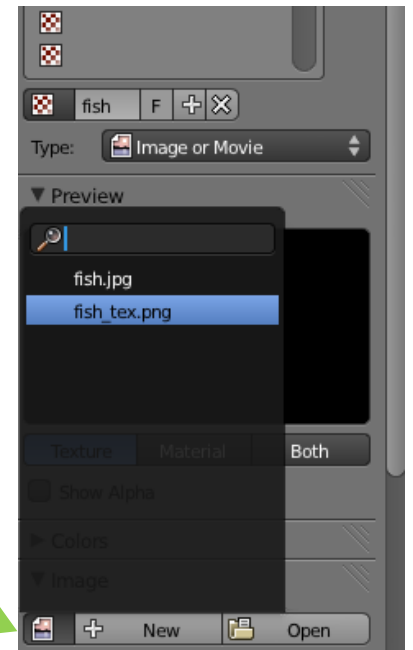 fish F
Type: Image or Movie
Preview
fish.jpg
fish_tex.png
Texture Material Both
Show Alpha
Colors
Image
New Open